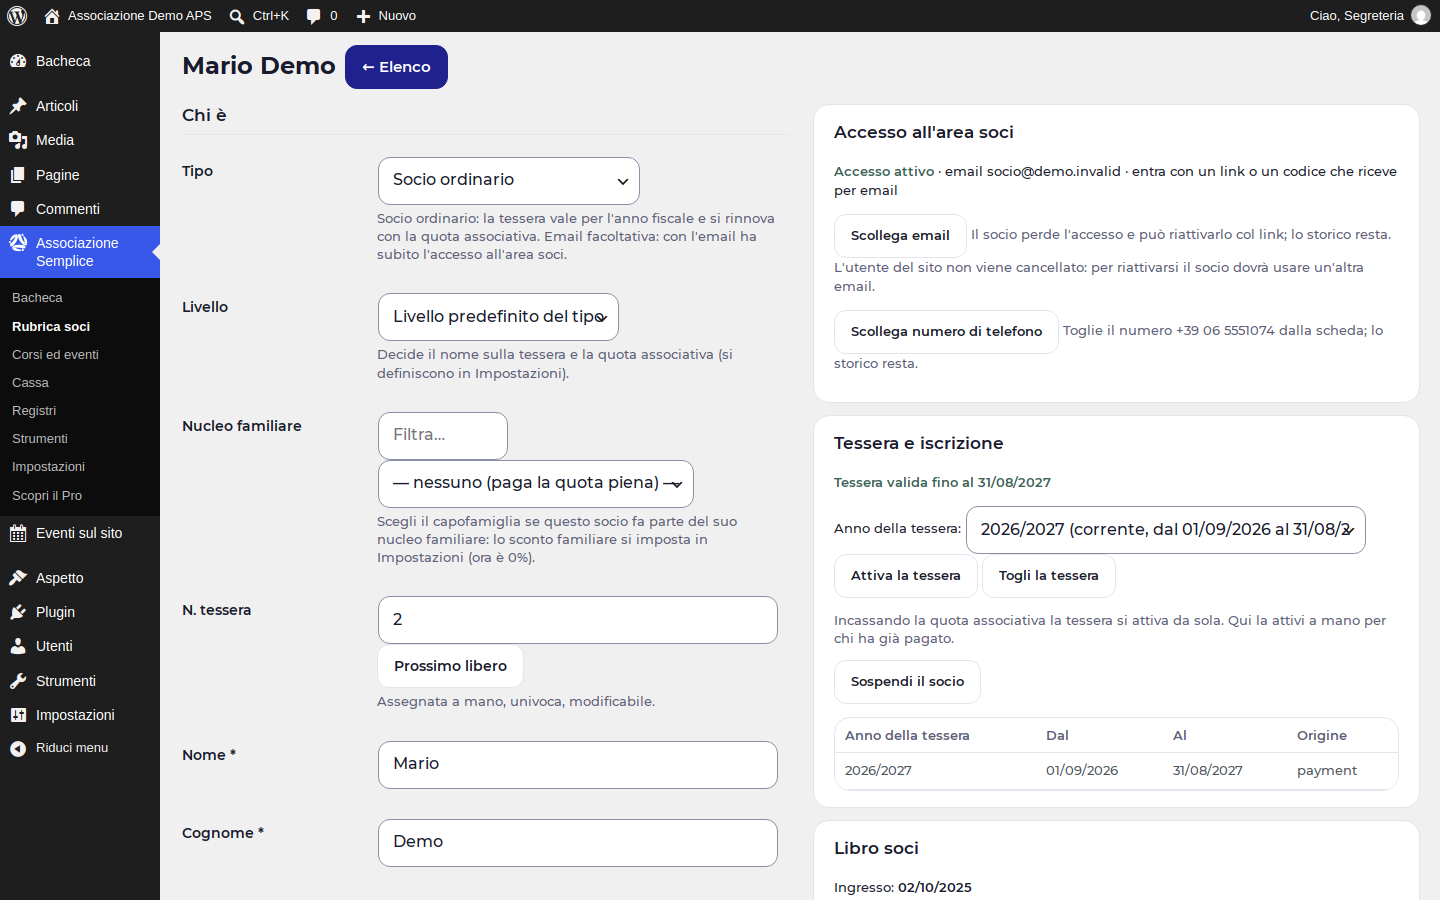 Associazione Demo APS
Ctrl+K
0
Nuovo
Ciao, Segreteria
Bacheca
Articoli
Media
Pagine
Commenti
Associazione
Semplice
Bacheca
Rubrica soci
Corsi ed eventi
Cassa
Registri
Strumenti
Impostazioni
Scopri il Pro
Eventi sul sito
Aspetto
Plugin
Utenti
Strumenti
Impostazioni
Riduci menu
Mario Demo
← Elenco
Chi è
Tipo
Socio ordinario
Socio ordinario: la tessera vale per l'anno fiscale e si rinnova
con la quota associativa. Email facoltativa: con l'email ha
subito l'accesso all'area soci.
Livello
Livello predefinito del tipo
Decide il nome sulla tessera e la quota associativa (si
definiscono in Impostazioni).
Nucleo familiare
Filtra...
— nessuno (paga la quota piena) —
Scegli il capofamiglia se questo socio fa parte del suo
nucleo familiare: lo sconto familiare si imposta in
Impostazioni (ora è 0%).
N. tessera
2
Prossimo libero
Assegnata a mano, univoca, modificabile.
Nome *
Mario
Cognome *
Demo
Accesso all'area soci
Accesso attivo · email socio@demo.invalid · entra con un link o un codice che riceve
per email
Scollega email Il socio perde l'accesso e può riattivarlo col link; lo storico resta.
L'utente del sito non viene cancellato: per riattivarsi il socio dovrà usare un'altra
email.
Scollega numero di telefono Toglie il numero +39 06 5551074 dalla scheda; lo
storico resta.
Tessera e iscrizione
Tessera valida fino al 31/08/2027
Anno della tessera: 2026/2027 (corrente, dal 01/09/2026 al 31/08/2
Attiva la tessera Togli la tessera
Incassando la quota associativa la tessera si attiva da sola. Qui la attivi a mano per
chi ha già pagato.
Sospendi il socio
Anno della tessera Dal Al Origine
2026/2027 01/09/2026 31/08/2027 payment
Libro soci
Ingresso: 02/10/2025